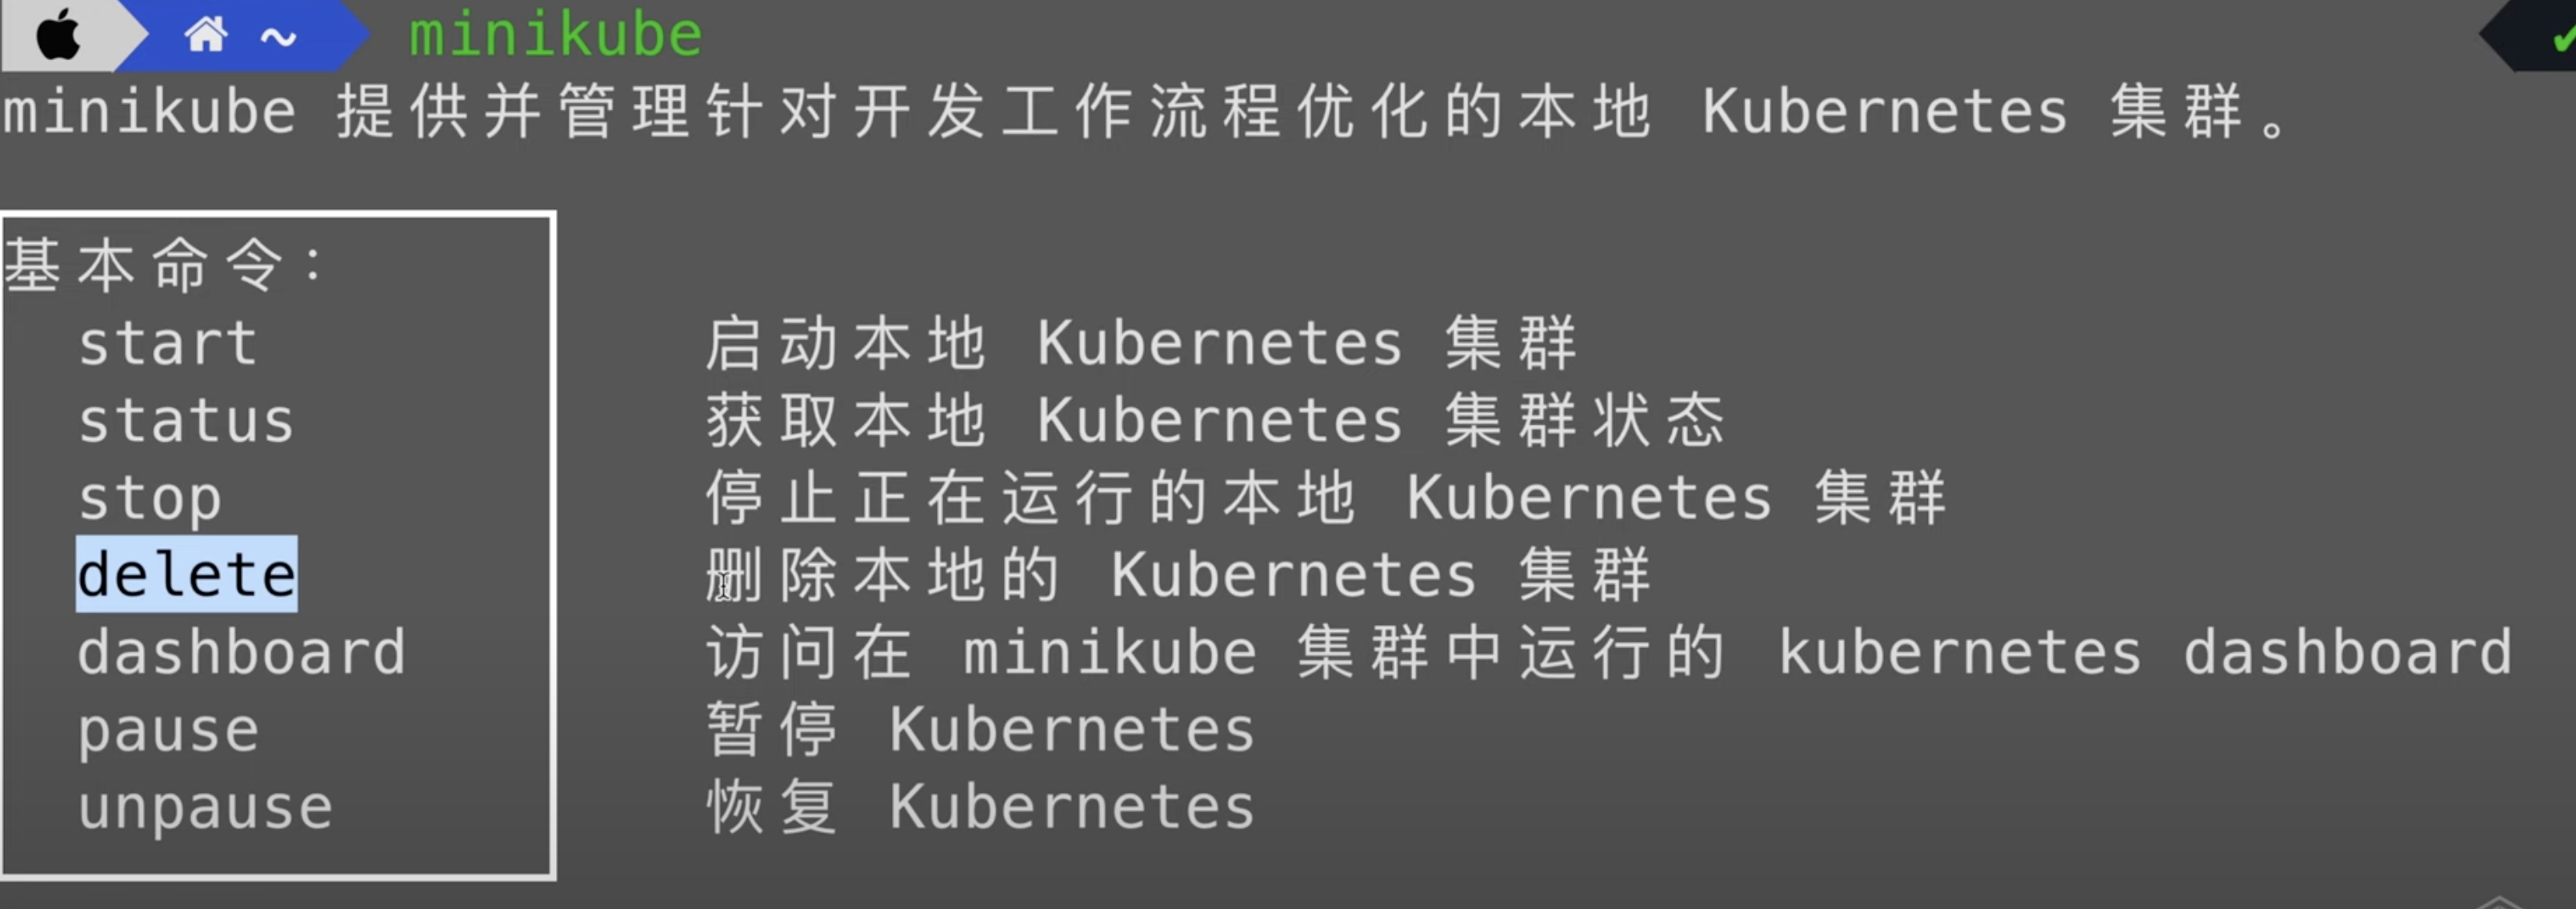 ~ minikube
minikube 提供并管理针对开发工作流程优化的本地 Kubernetes 集群。
基本命令：
start 启动本地 Kubernetes 集群
status 获取本地 Kubernetes 集群状态
stop 停止正在运行的本地 Kubernetes 集群
delete 删除本地的 Kubernetes 集群
dashboard 访问在 minikube 集群中运行的 kubernetes dashboard
pause 暂停 Kubernetes
unpause 恢复 Kubernetes